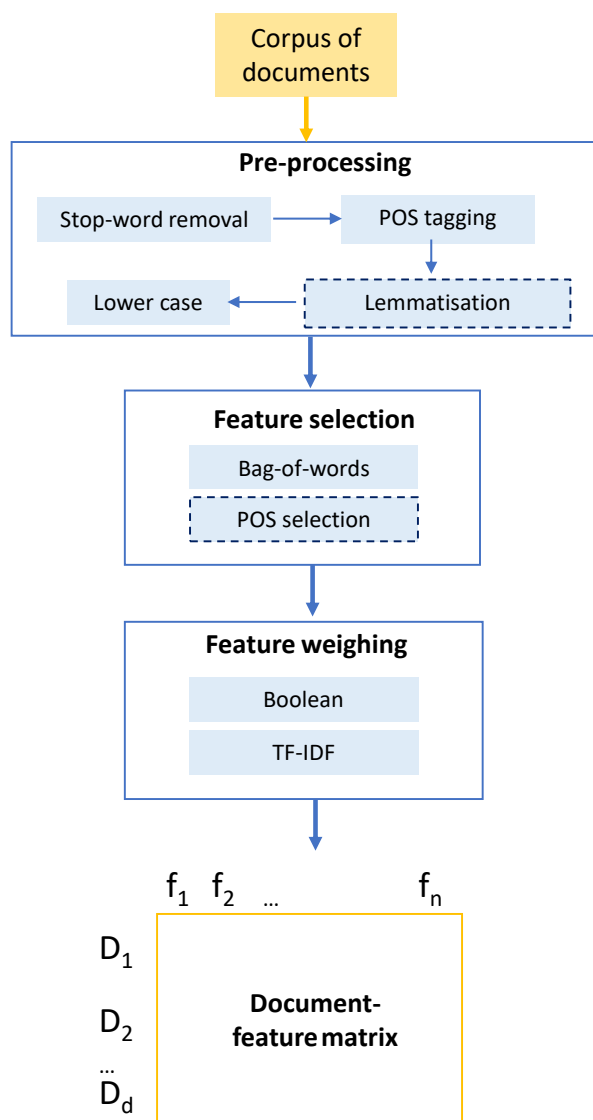 Corpus of
documents
Pre-processing
Stop-word removal
POS tagging
Lower case
Lemmatisation
Feature selection
Bag-of-words
POS selection
Feature weighing
Boolean
TF-IDF
f1 f2 ... fn
D1
Document-
feature matrix
D2
...
Dd